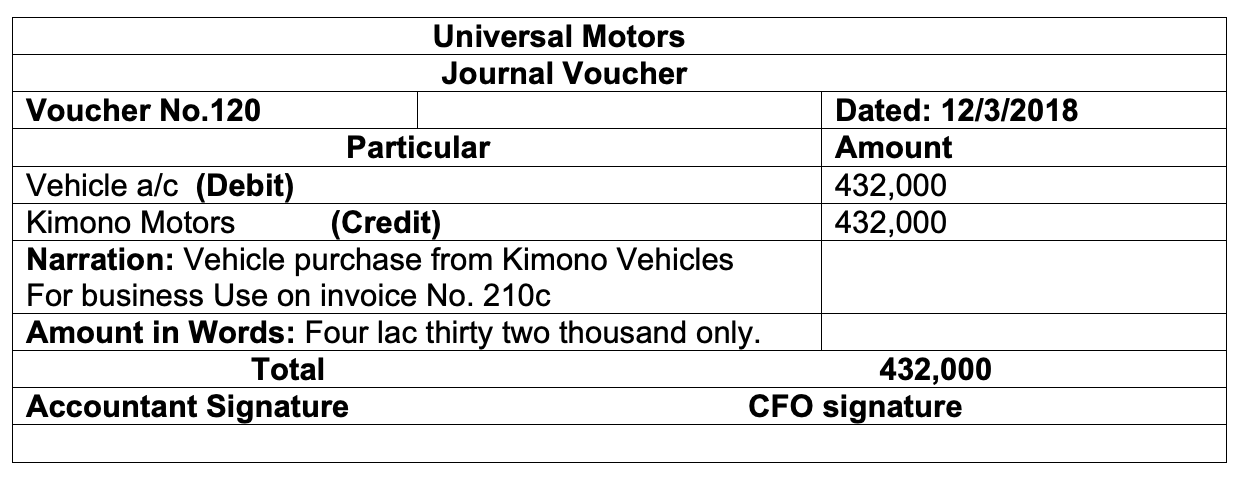 Universal Motors
Journal Voucher
Voucher No.120 Dated: 12/3/2018
Particular Amount
Vehicle a/c (Debit) 432,000
Kimono Motors (Credit) 432,000
Narration: Vehicle purchase from Kimono Vehicles
For business Use on invoice No. 210c
Amount in Words: Four lac thirty two thousand only.
Total 432,000
Accountant Signature CFO signature